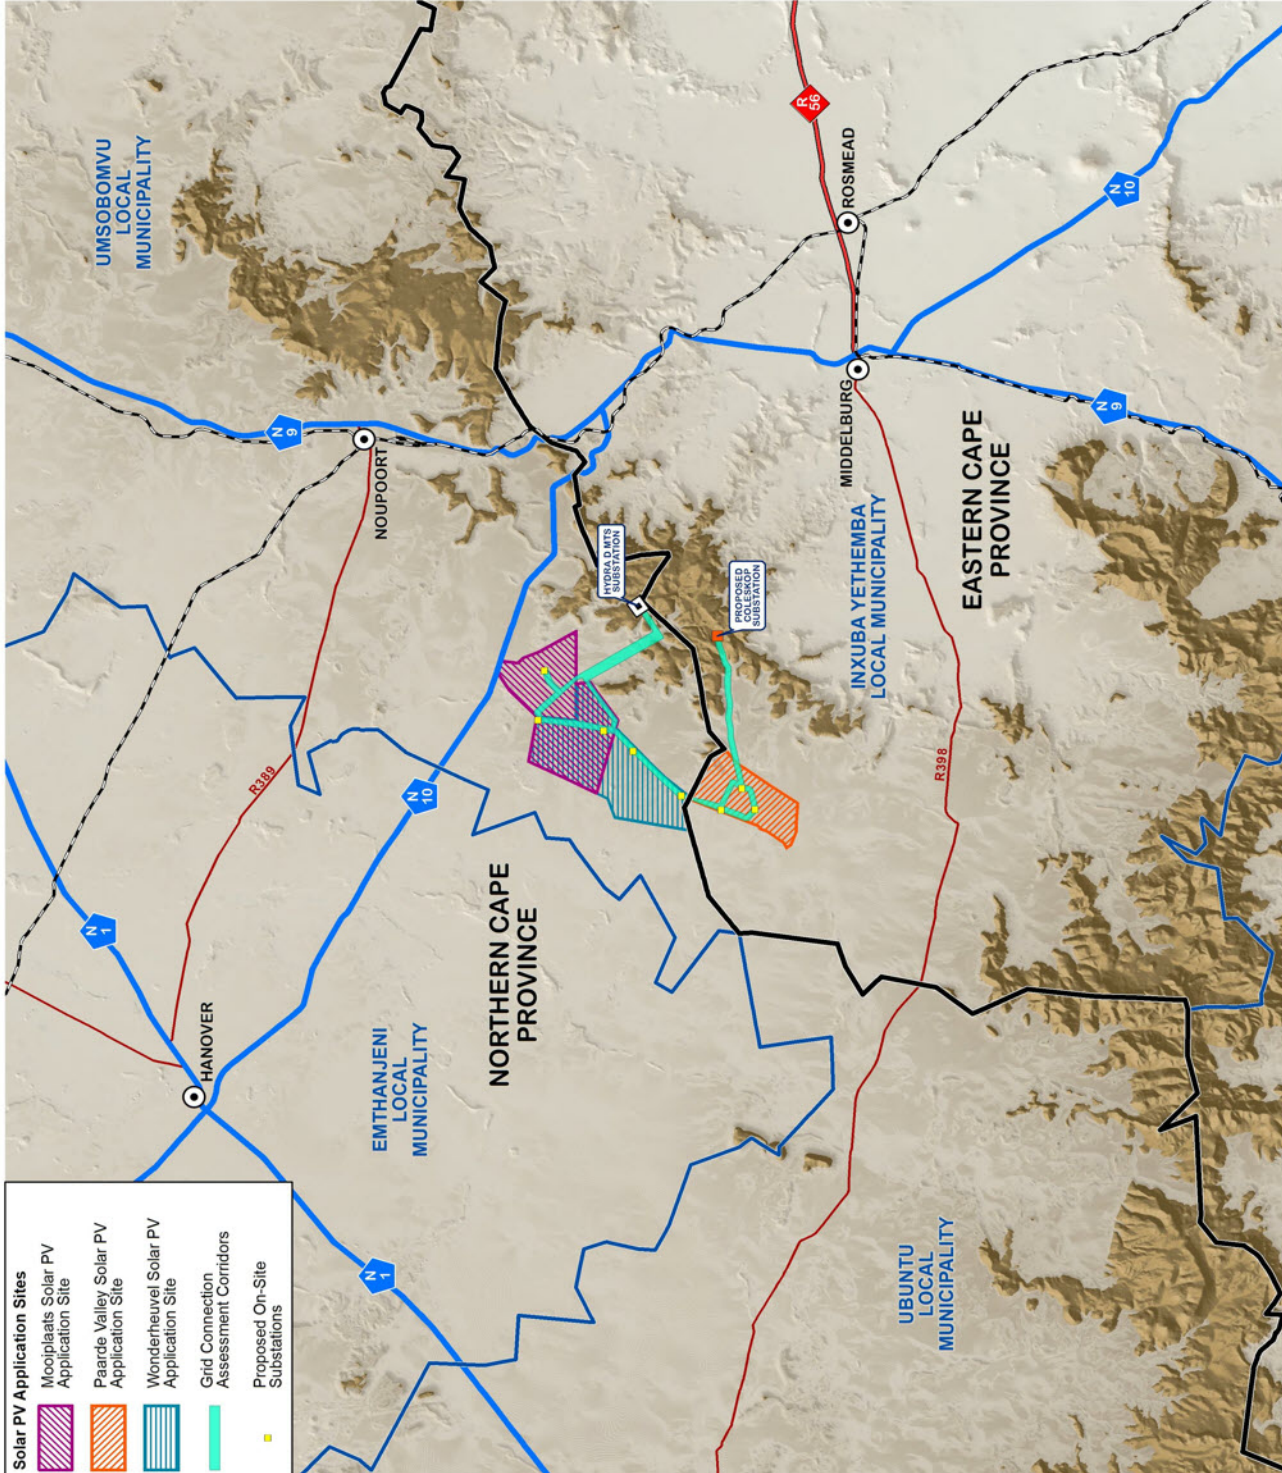 Solar PV Application Sites
Mooiplaats Solar PV
Application Site
Paarde Valley Solar PV
Application Site
Wonderheuvel Solar PV
Application Site
Grid Connection
Assessment Corridors
Proposed On-Site
Substations
N
1
HANOVER
N
1
R389
N
10
EMTHANJENI
LOCAL
MUNICIPALITY
NORTHERN CAPE
PROVINCE
UBUNTU
LOCAL
MUNICIPALITY
N
9
NOUPOORT
UMSOBOMVU
LOCAL
MUNICIPALITY
HYDRA D MTS
SUBSTATION
PROPOSED
COLESKOP
SUBSTATION
INXUBA YETHEMBA
LOCAL MUNICIPALITY
R398
MIDDELBURG
ROSMEAD
R
56
N
10
N
9
EASTERN CAPE
PROVINCE